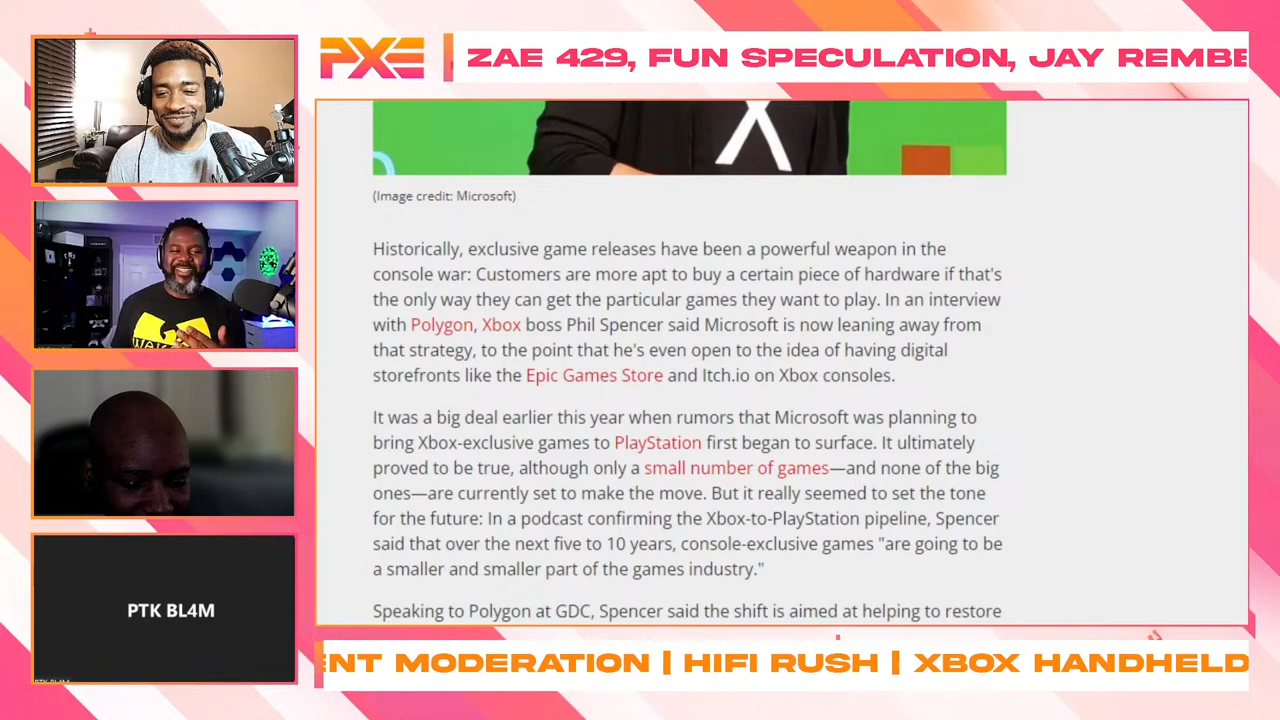 PXE
ZAE 429, FUN SPECULATION, JAY REMBE
(Image credit: Microsoft)
Historically, exclusive game releases have been a powerful weapon in the
console war: Customers are more apt to buy a certain piece of hardware if that's
the only way they can get the particular games they want to play. In an interview
with Polygon, Xbox boss Phil Spencer said Microsoft is now leaning away from
that strategy, to the point that he's even open to the idea of having digital
storefronts like the Epic Games Store and Itch.io on Xbox consoles.
It was a big deal earlier this year when rumors that Microsoft was planning to
bring Xbox-exclusive games to PlayStation first began to surface. It ultimately
proved to be true, although only a small number of games—and none of the big
ones—are currently set to make the move. But it really seemed to set the tone
for the future: In a podcast confirming the Xbox-to-PlayStation pipeline, Spencer
said that over the next five to 10 years, console-exclusive games "are going to be
a smaller and smaller part of the games industry."
Speaking to Polygon at GDC, Spencer said the shift is aimed at helping to restore
PTK BL4M
ENT MODERATION | HIFI RUSH | XBOX HANDHELD